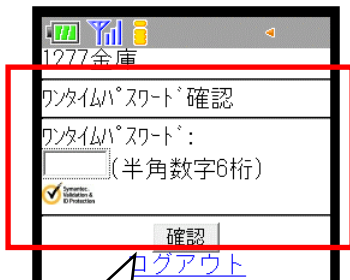 1277金庫
ﾜﾝﾀｲﾑﾊﾟｽﾜｰﾄﾞ確認
ﾜﾝﾀｲﾑﾊﾟｽﾜｰﾄﾞ:
(半角数字6桁)
Symantec.
Validation &
ID Protection
確認
ログアウト